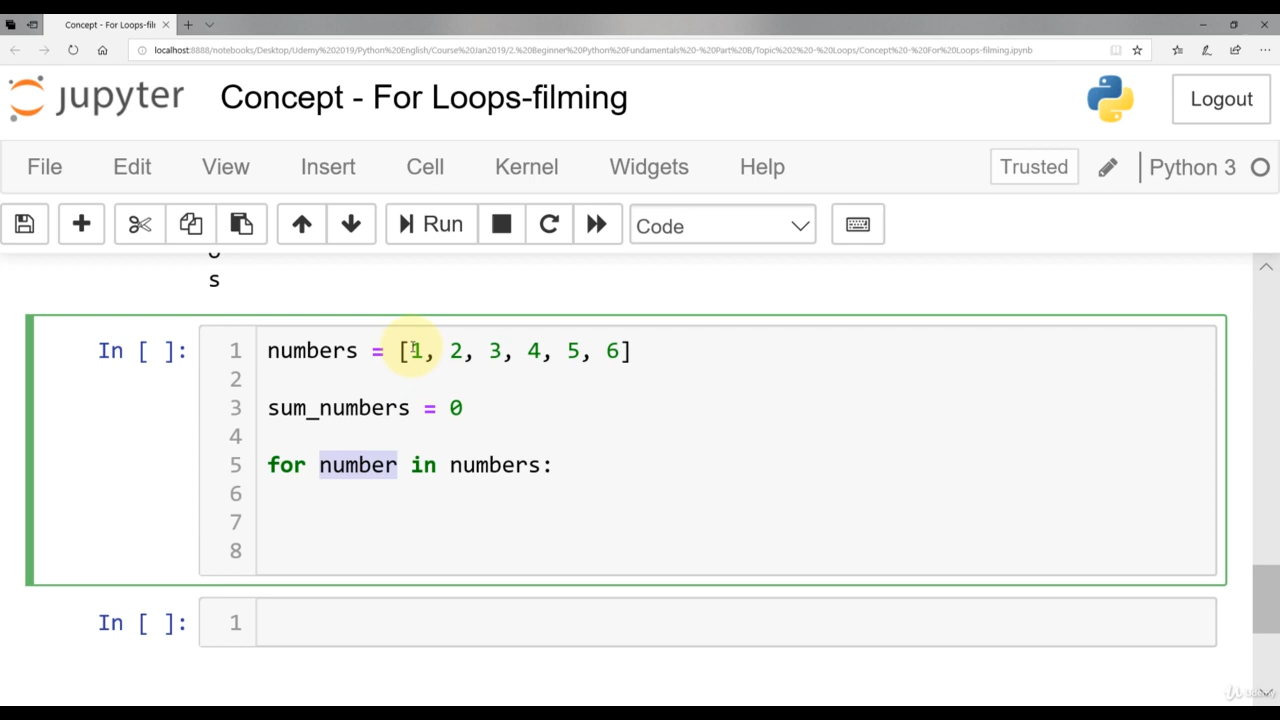 Concept - For Loops-filr
localhost:8888/notebooks/Desktop/Udemy%202019/Python%20English/Course%20Jan2019/2.%20Beginner%20Python%20Fundamentals%20-%20Part%20B/Topic%202%20-%20Loops/Concept%20-%20For%20Loops-filming.ipynb
jupyter Concept - For Loops-filming Logout
File Edit View Insert Cell Kernel Widgets Help Trusted Python 3
Run Code
s
In [ ]: 1 numbers = [1, 2, 3, 4, 5, 6]
2
3 sum_numbers = 0
4
5 for number in numbers:
6
7
8
In [ ]: 1
Udemy